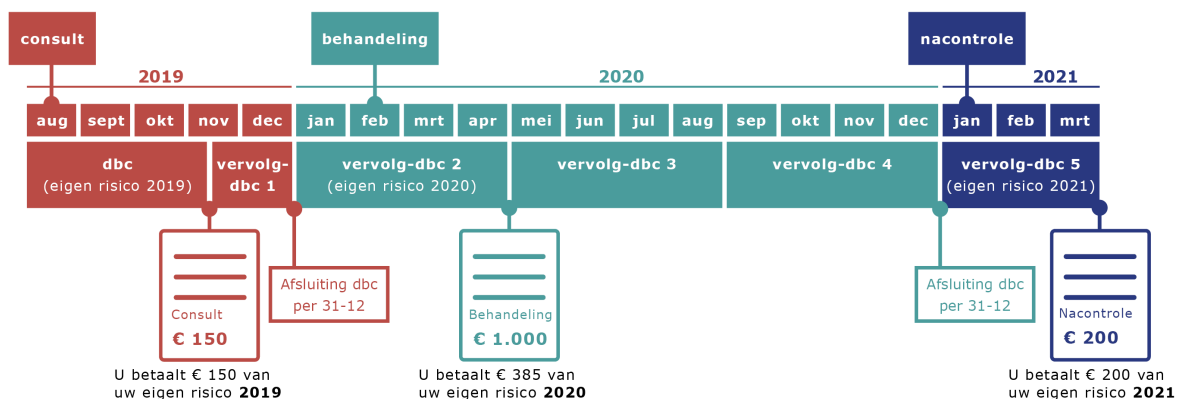 consult
behandeling
nacontrole
2019
2020
2021
aug sept okt nov dec jan feb mrt apr mei jun jul aug sep okt nov dec jan feb mrt
dbc
(eigen risico 2019)
vervolg-
dbc 1
vervolg-dbc 2
(eigen risico 2020)
vervolg-dbc 3
vervolg-dbc 4
vervolg-dbc 5
(eigen risico 2021)
Consult
€ 150
Afsluiting dbc
per 31-12
Behandeling
€ 1.000
Afsluiting dbc
per 31-12
Nacontrole
€ 200
U betaalt € 150 van
uw eigen risico 2019
U betaalt € 385 van
uw eigen risico 2020
U betaalt € 200 van
uw eigen risico 2021